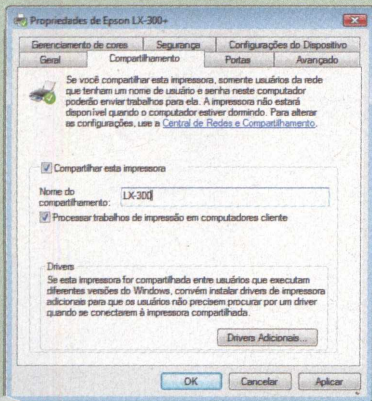 Propriedades de Epson LX-300+
Gerenciamento de cores Segurança Configurações do Dispositivo
Geral Compartilhamento Portas Avançado
Se você compartilhar esta impressora, somente usuários da rede
que tenham um nome de usuário e senha neste computador
poderão enviar trabalhos para ela. A impressora não estará
disponível quando o computador estiver dormindo. Para alterar
as configurações, use a Central de Redes e Compartilhamento.
Compartilhar esta impressora
Nome do
compartilhamento: LX-300
Processar trabalhos de impressão em computadores cliente
Drivers
Se esta impressora for compartilhada entre usuários que executam
diferentes versões do Windows, convém instalar drivers de impressora
adicionais para que os usuários não precisem procurar por um driver
quando se conectarem à impressora compartilhada.
Drivers Adicionais...
OK Cancelar Aplicar